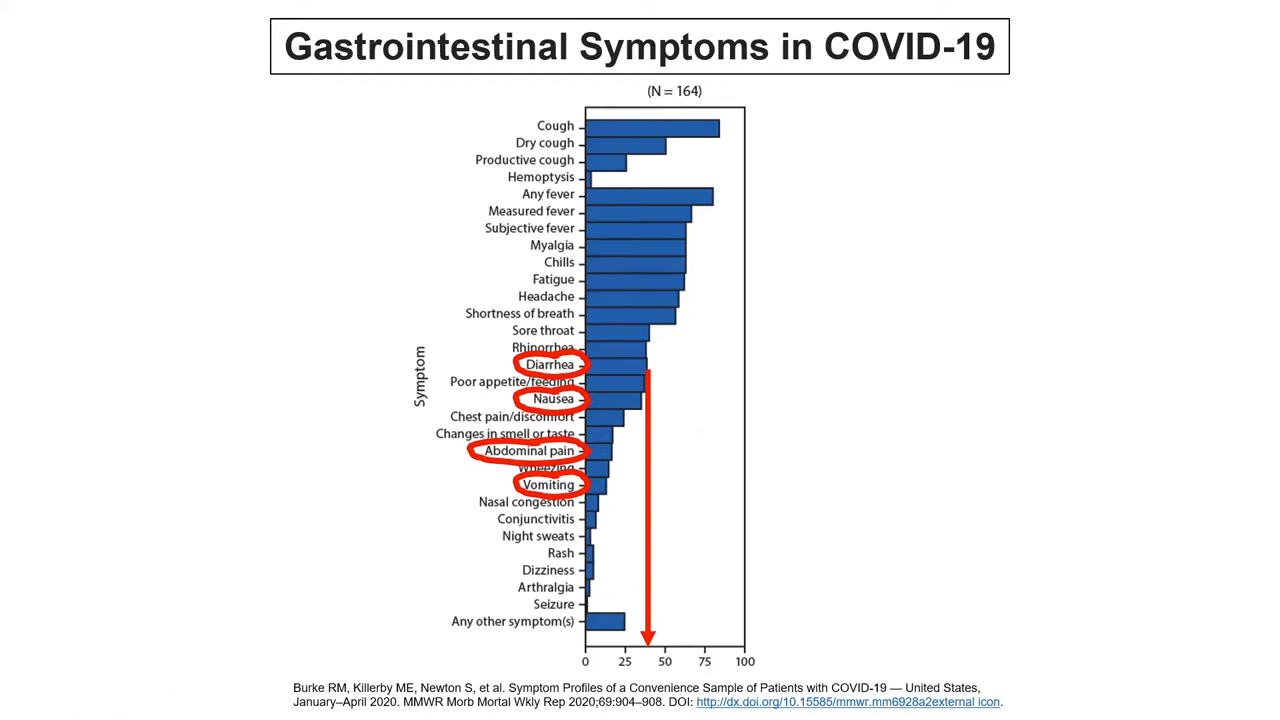 Gastrointestinal Symptoms in COVID-19
(N = 164)
Cough
Dry cough
Productive cough
Hemoptysis
Any fever
Measured fever
Subjective fever
Myalgia
Chills
Fatigue
Headache
Shortness of breath
Sore throat
Rhinorrhea
Diarrhea
Poor appetite/feeding
Nausea
Chest pain/discomfort
Changes in smell or taste
Abdominal pain
Wheezing
Vomiting
Nasal congestion
Conjunctivitis
Night sweats
Rash
Dizziness
Arthralgia
Seizure
Any other symptom(s)
Symptom
0 25 50 75 100
Burke RM, Killerby ME, Newton S, et al. Symptom Profiles of a Convenience Sample of Patients with COVID-19 — United States,
January–April 2020. MMWR Morb Mortal Wkly Rep 2020;69:904–908. DOI: http://dx.doi.org/10.15585/mmwr.mm6928a2external icon.